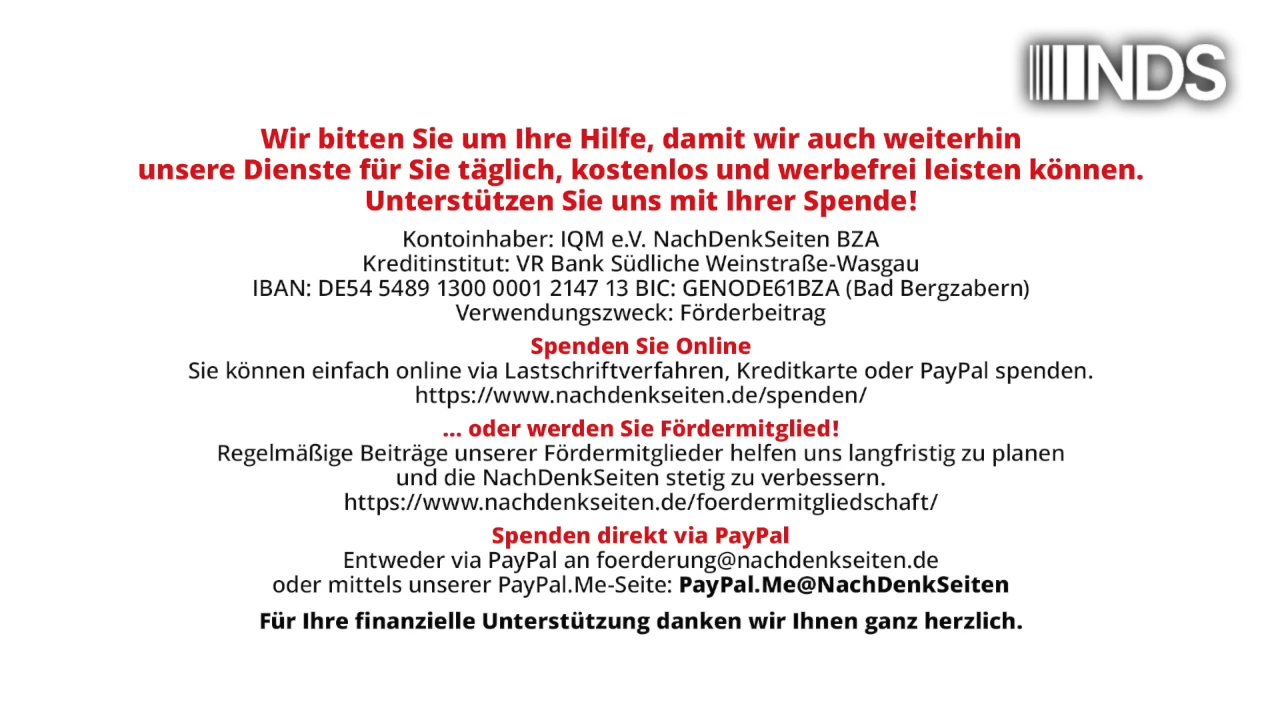 NDS
Wir bitten Sie um Ihre Hilfe, damit wir auch weiterhin
unsere Dienste für Sie täglich, kostenlos und werbefrei leisten können.
Unterstützen Sie uns mit Ihrer Spende!
Kontoinhaber: IQM e.V. NachDenkSeiten BZA
Kreditinstitut: VR Bank Südliche Weinstraße-Wasgau
IBAN: DE54 5489 1300 0001 2147 13 BIC: GENODE61BZA (Bad Bergzabern)
Verwendungszweck: Förderbeitrag
Spenden Sie Online
Sie können einfach online via Lastschriftverfahren, Kreditkarte oder PayPal spenden.
https://www.nachdenkseiten.de/spenden/
... oder werden Sie Fördermitglied!
Regelmäßige Beiträge unserer Fördermitglieder helfen uns langfristig zu planen
und die NachDenkSeiten stetig zu verbessern.
https://www.nachdenkseiten.de/foerdermitgliedschaft/
Spenden direkt via PayPal
Entweder via PayPal an foerderung@nachdenkseiten.de
oder mittels unserer PayPal.Me-Seite: PayPal.Me@NachDenkSeiten
Für Ihre finanzielle Unterstützung danken wir Ihnen ganz herzlich.